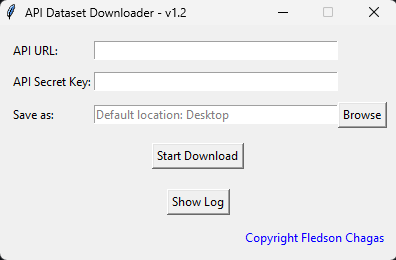 API Dataset Downloader - v1.2
API URL:
API Secret Key:
Save as: Default location: Desktop Browse
Start Download
Show Log
Copyright Fledson Chagas